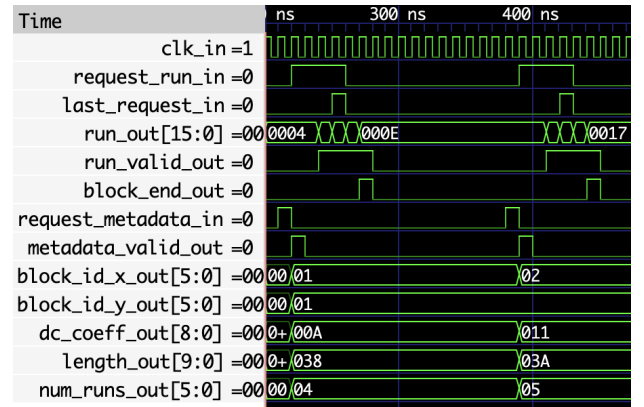 Time ns 300 ns 400 ns
clk_in =1
request_run_in =0
last_request_in =0
run_out[15:0] =00 0004 000E 0017
run_valid_out =0
block_end_out =0
request_metadata_in =0
metadata_valid_out =0
block_id_x_out[5:0] =00 00 01 02
block_id_y_out[5:0] =00 00 01
dc_coeff_out[8:0] =00 0+ 00A 011
length_out[9:0] =00 0+ 038 03A
num_runs_out[5:0] =00 00 04 05